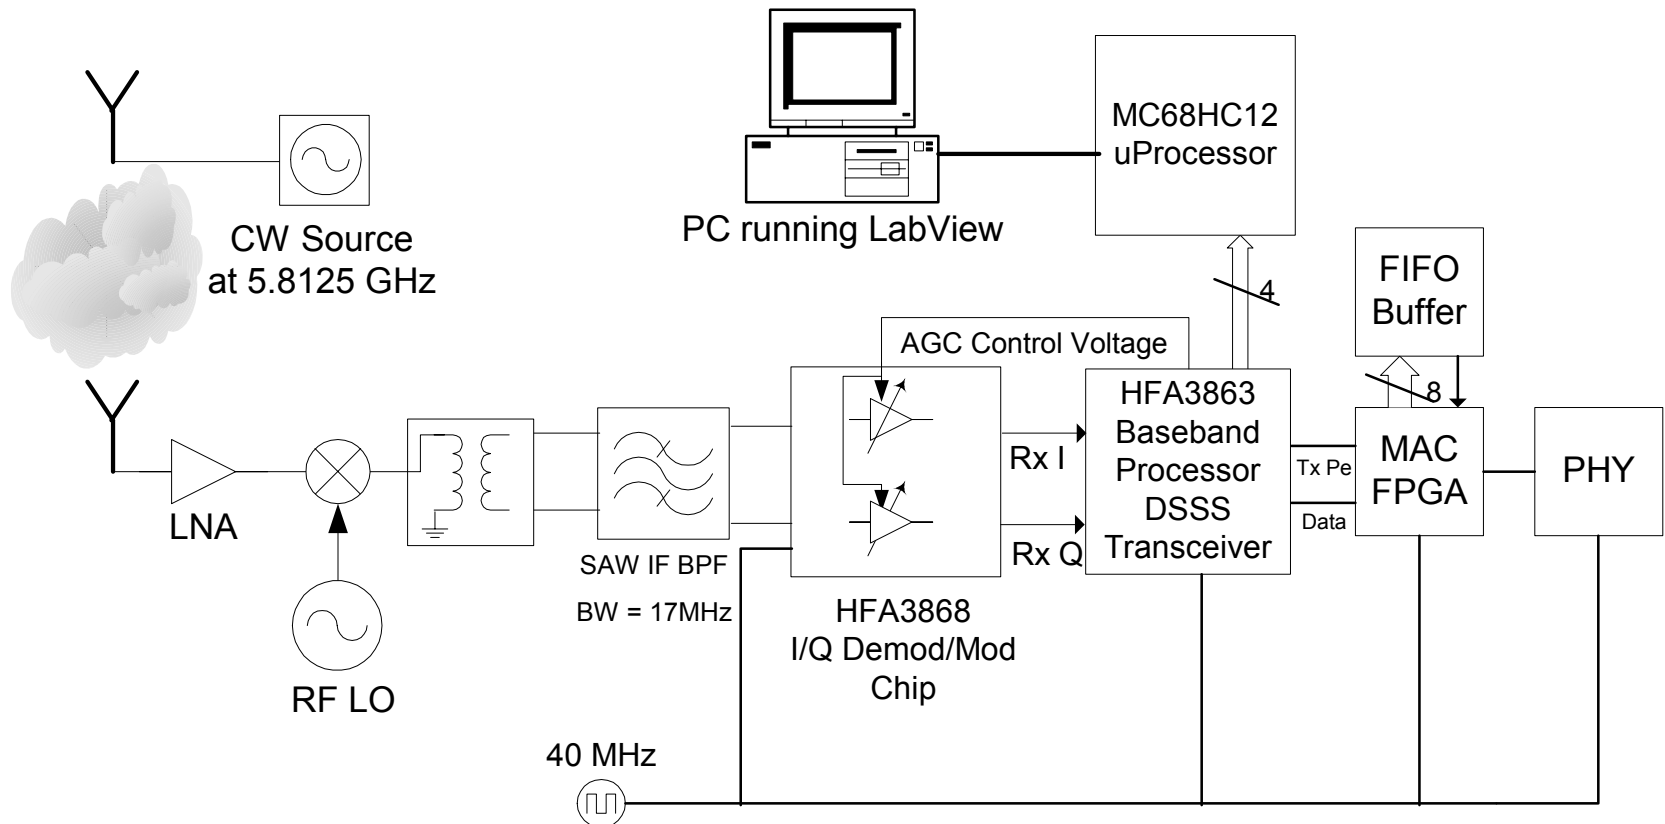 MC68HC12
uProcessor
PC running LabView
CW Source
at 5.8125 GHz
4
FIFO
Buffer
AGC Control Voltage
8
HFA3863
Baseband
Processor
DSSS
Transceiver
Rx I
Rx Q
Tx Pe
Data
MAC
FPGA
PHY
LNA
SAW IF BPF
BW = 17MHz
HFA3868
I/Q Demod/Mod
Chip
RF LO
40 MHz